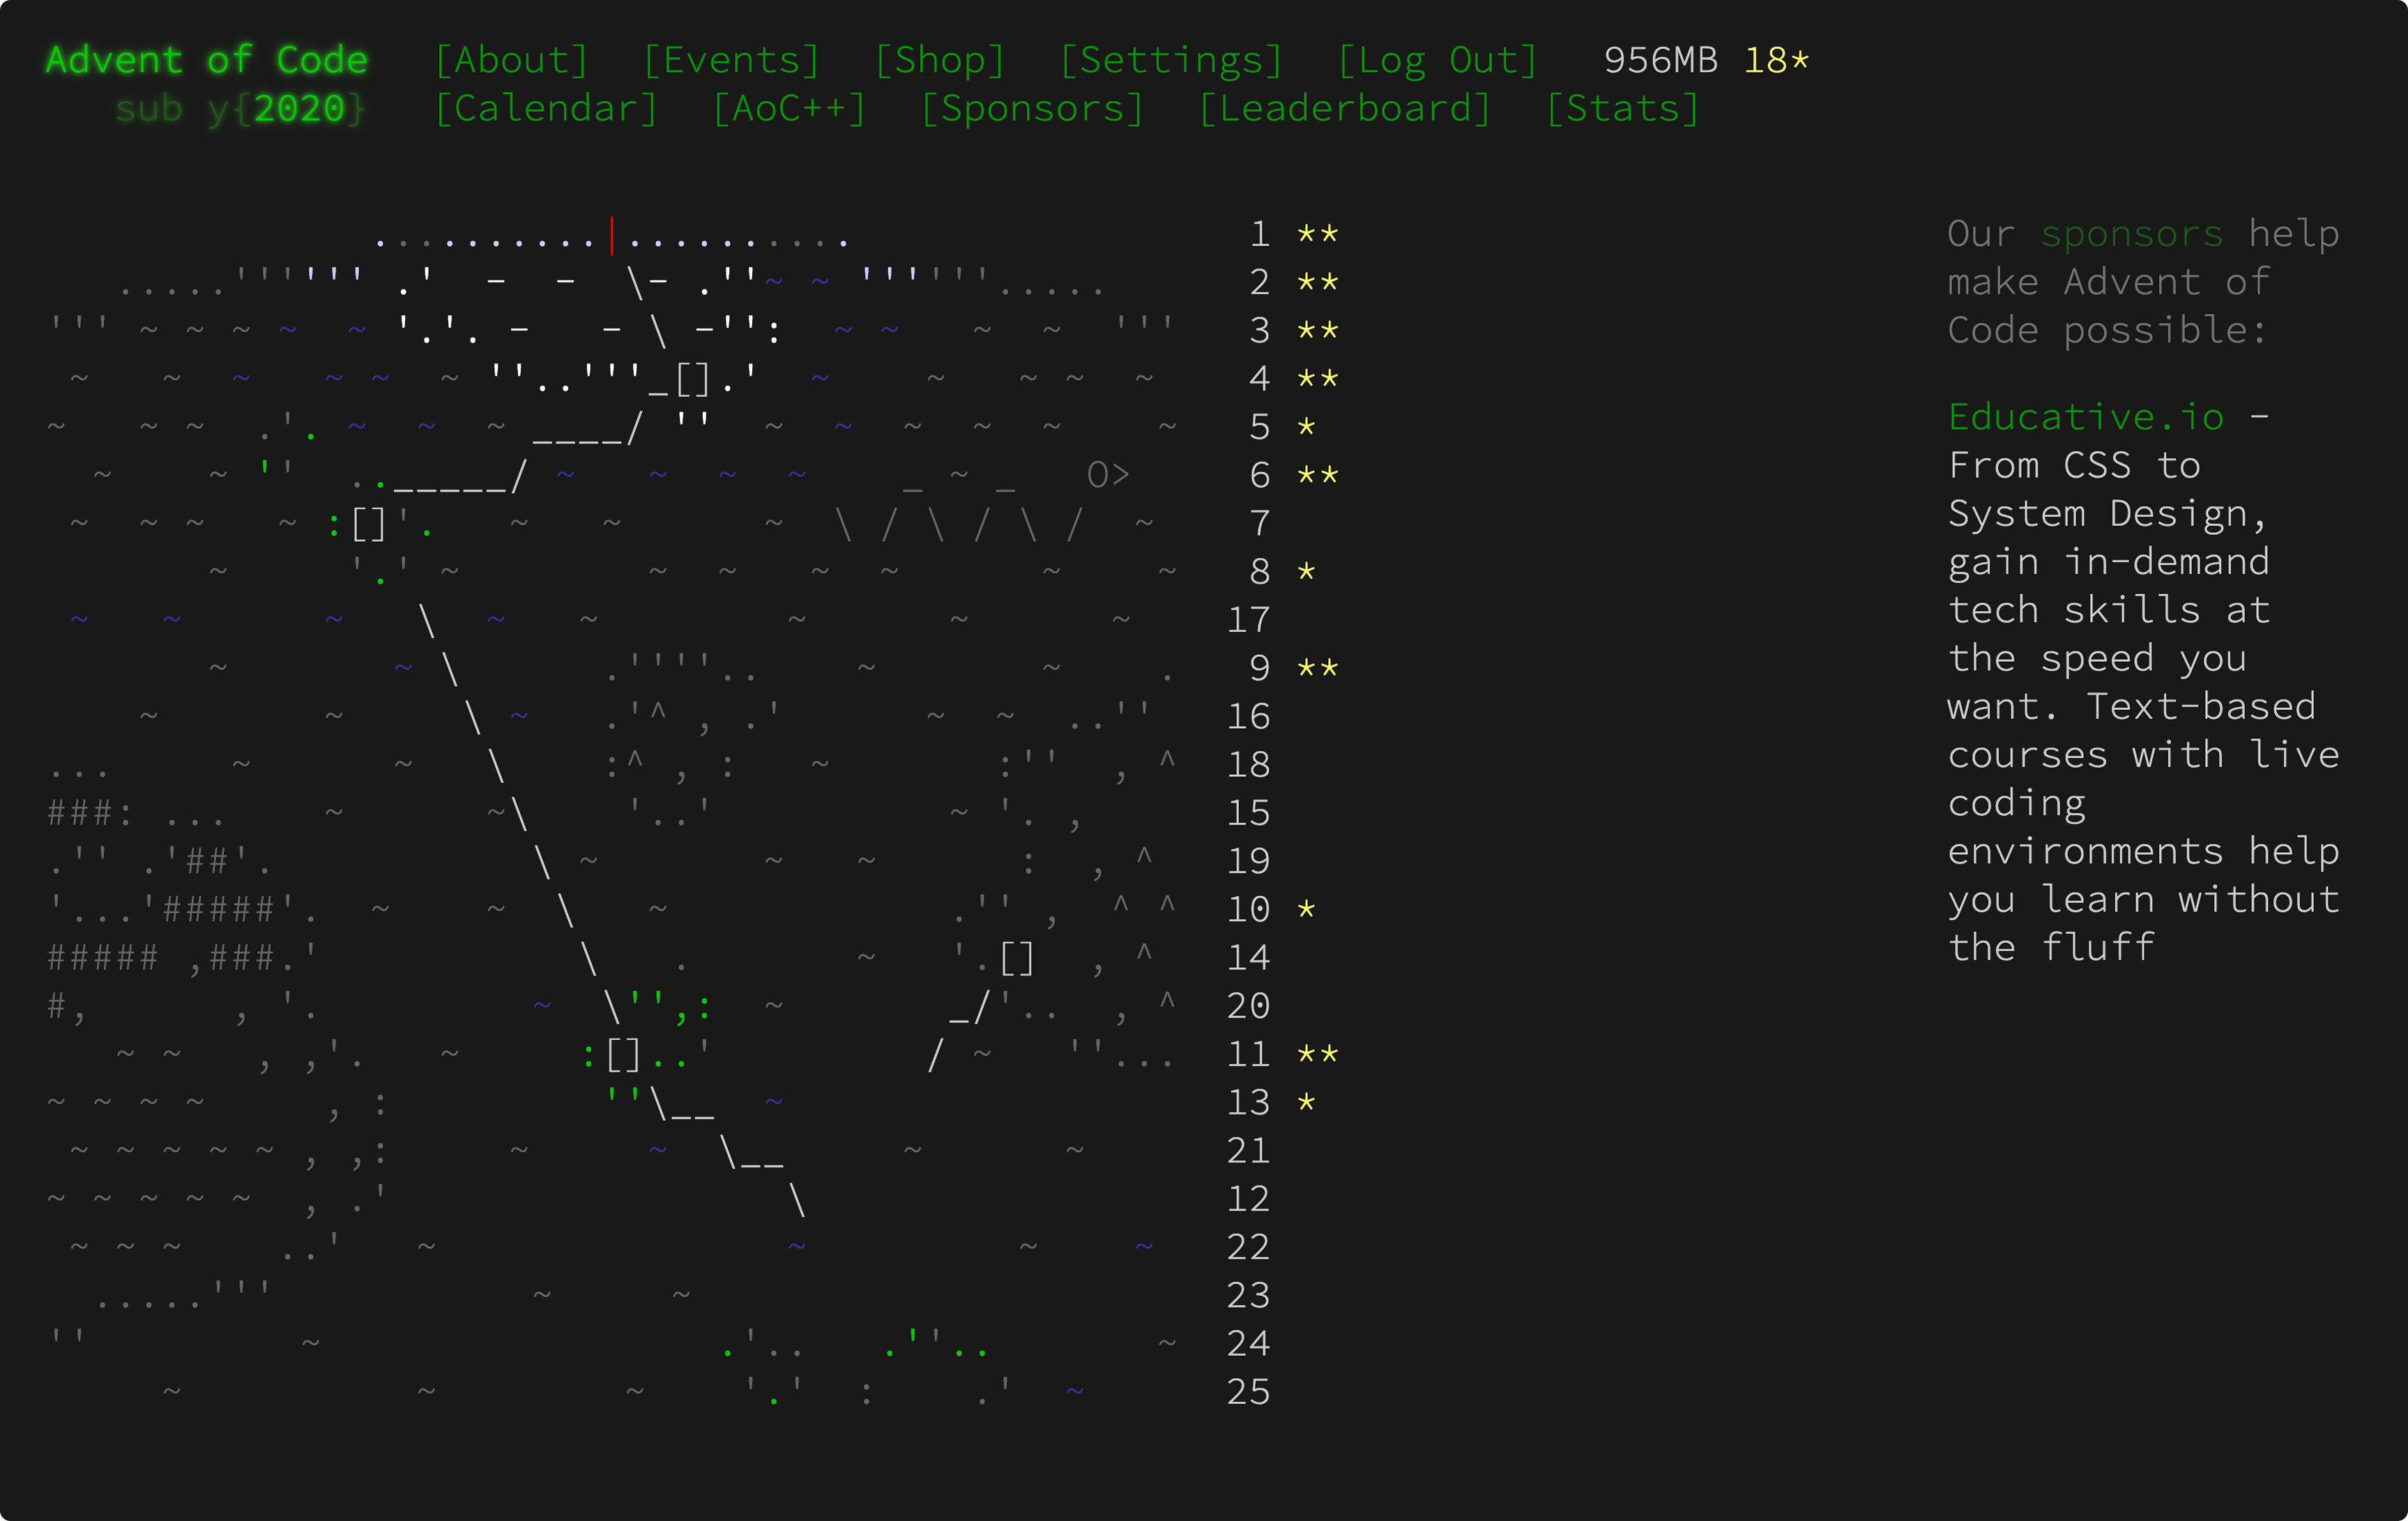 Advent of Code [About] [Events] [Shop] [Settings] [Log Out] 956MB 18*
sub y{2020} [Calendar] [AoC++] [Sponsors] [Leaderboard] [Stats]
1 **
2 **
3 **
4 **
5 *
6 **
7
8 *
17
9 **
16
18
15
19
10 *
14
20
11 **
13 *
21
12
22
23
24
25
Our sponsors help
make Advent of
Code possible:
Educative.io -
From CSS to
System Design,
gain in-demand
tech skills at
the speed you
want. Text-based
courses with live
coding
environments help
you learn without
the fluff